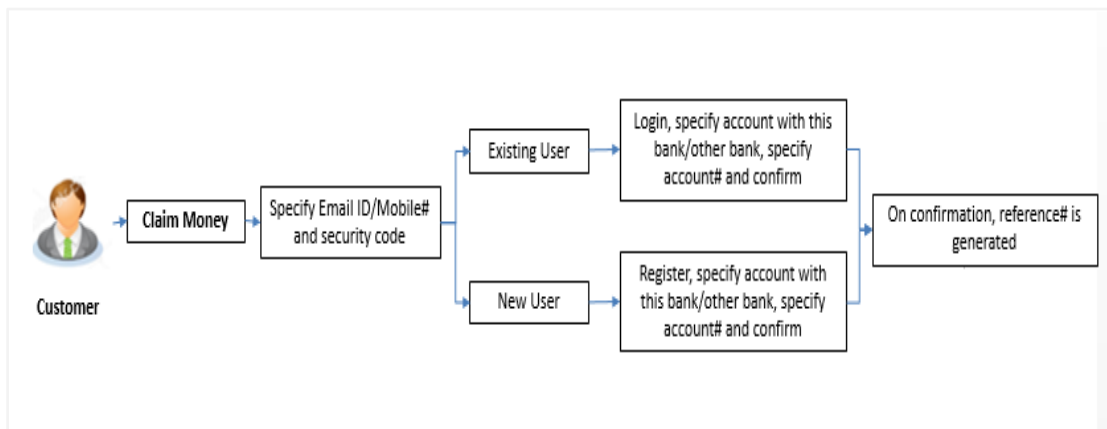 Customer
Claim Money
Specify Email ID/Mobile#
and security code
Existing User
Login, specify account with this
bank/other bank, specify
account# and confirm
New User
Register, specify account with
this bank/other bank, specify
account# and confirm
On confirmation, reference# is
generated